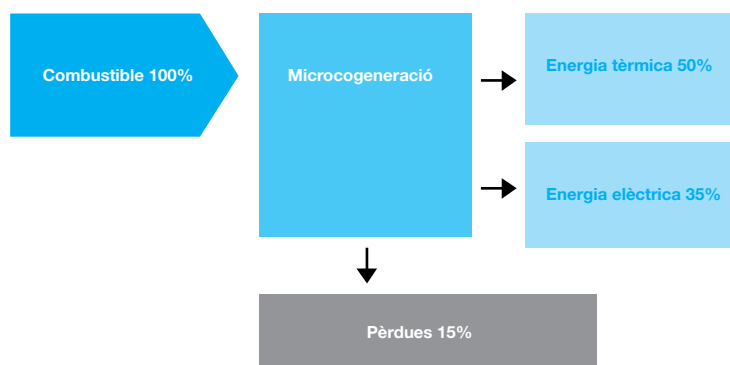 Combustible 100%
Microcogeneració
Energia tèrmica 50%
Energia elèctrica 35%
Pèrdues 15%